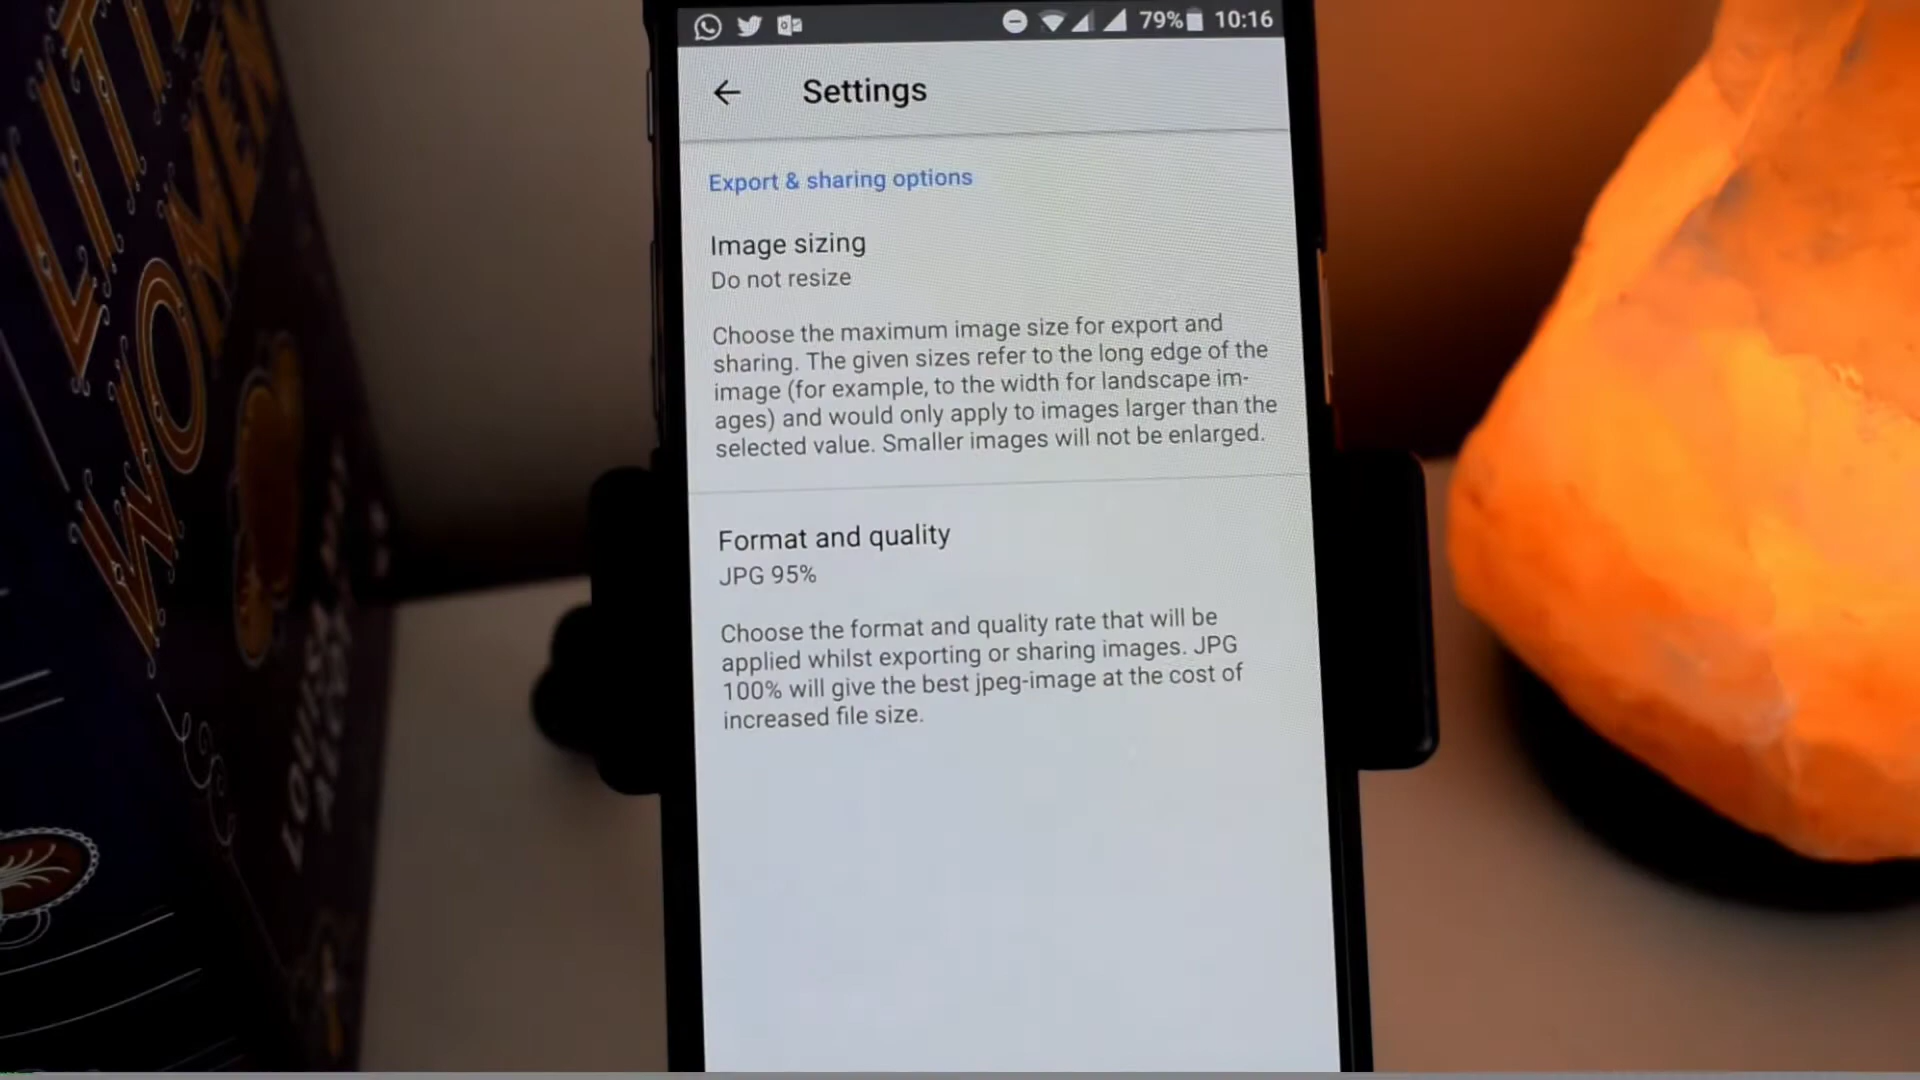 79% 10:16
Settings
Export & sharing options
Image sizing
Do not resize
Choose the maximum image size for export and
sharing. The given sizes refer to the long edge of the
image (for example, to the width for landscape im-
ages) and would only apply to images larger than the
selected value. Smaller images will not be enlarged.
Format and quality
JPG 95%
Choose the format and quality rate that will be
applied whilst exporting or sharing images. JPG
100% will give the best jpeg-image at the cost of
increased file size.
WOMEN
LOUISA MAY